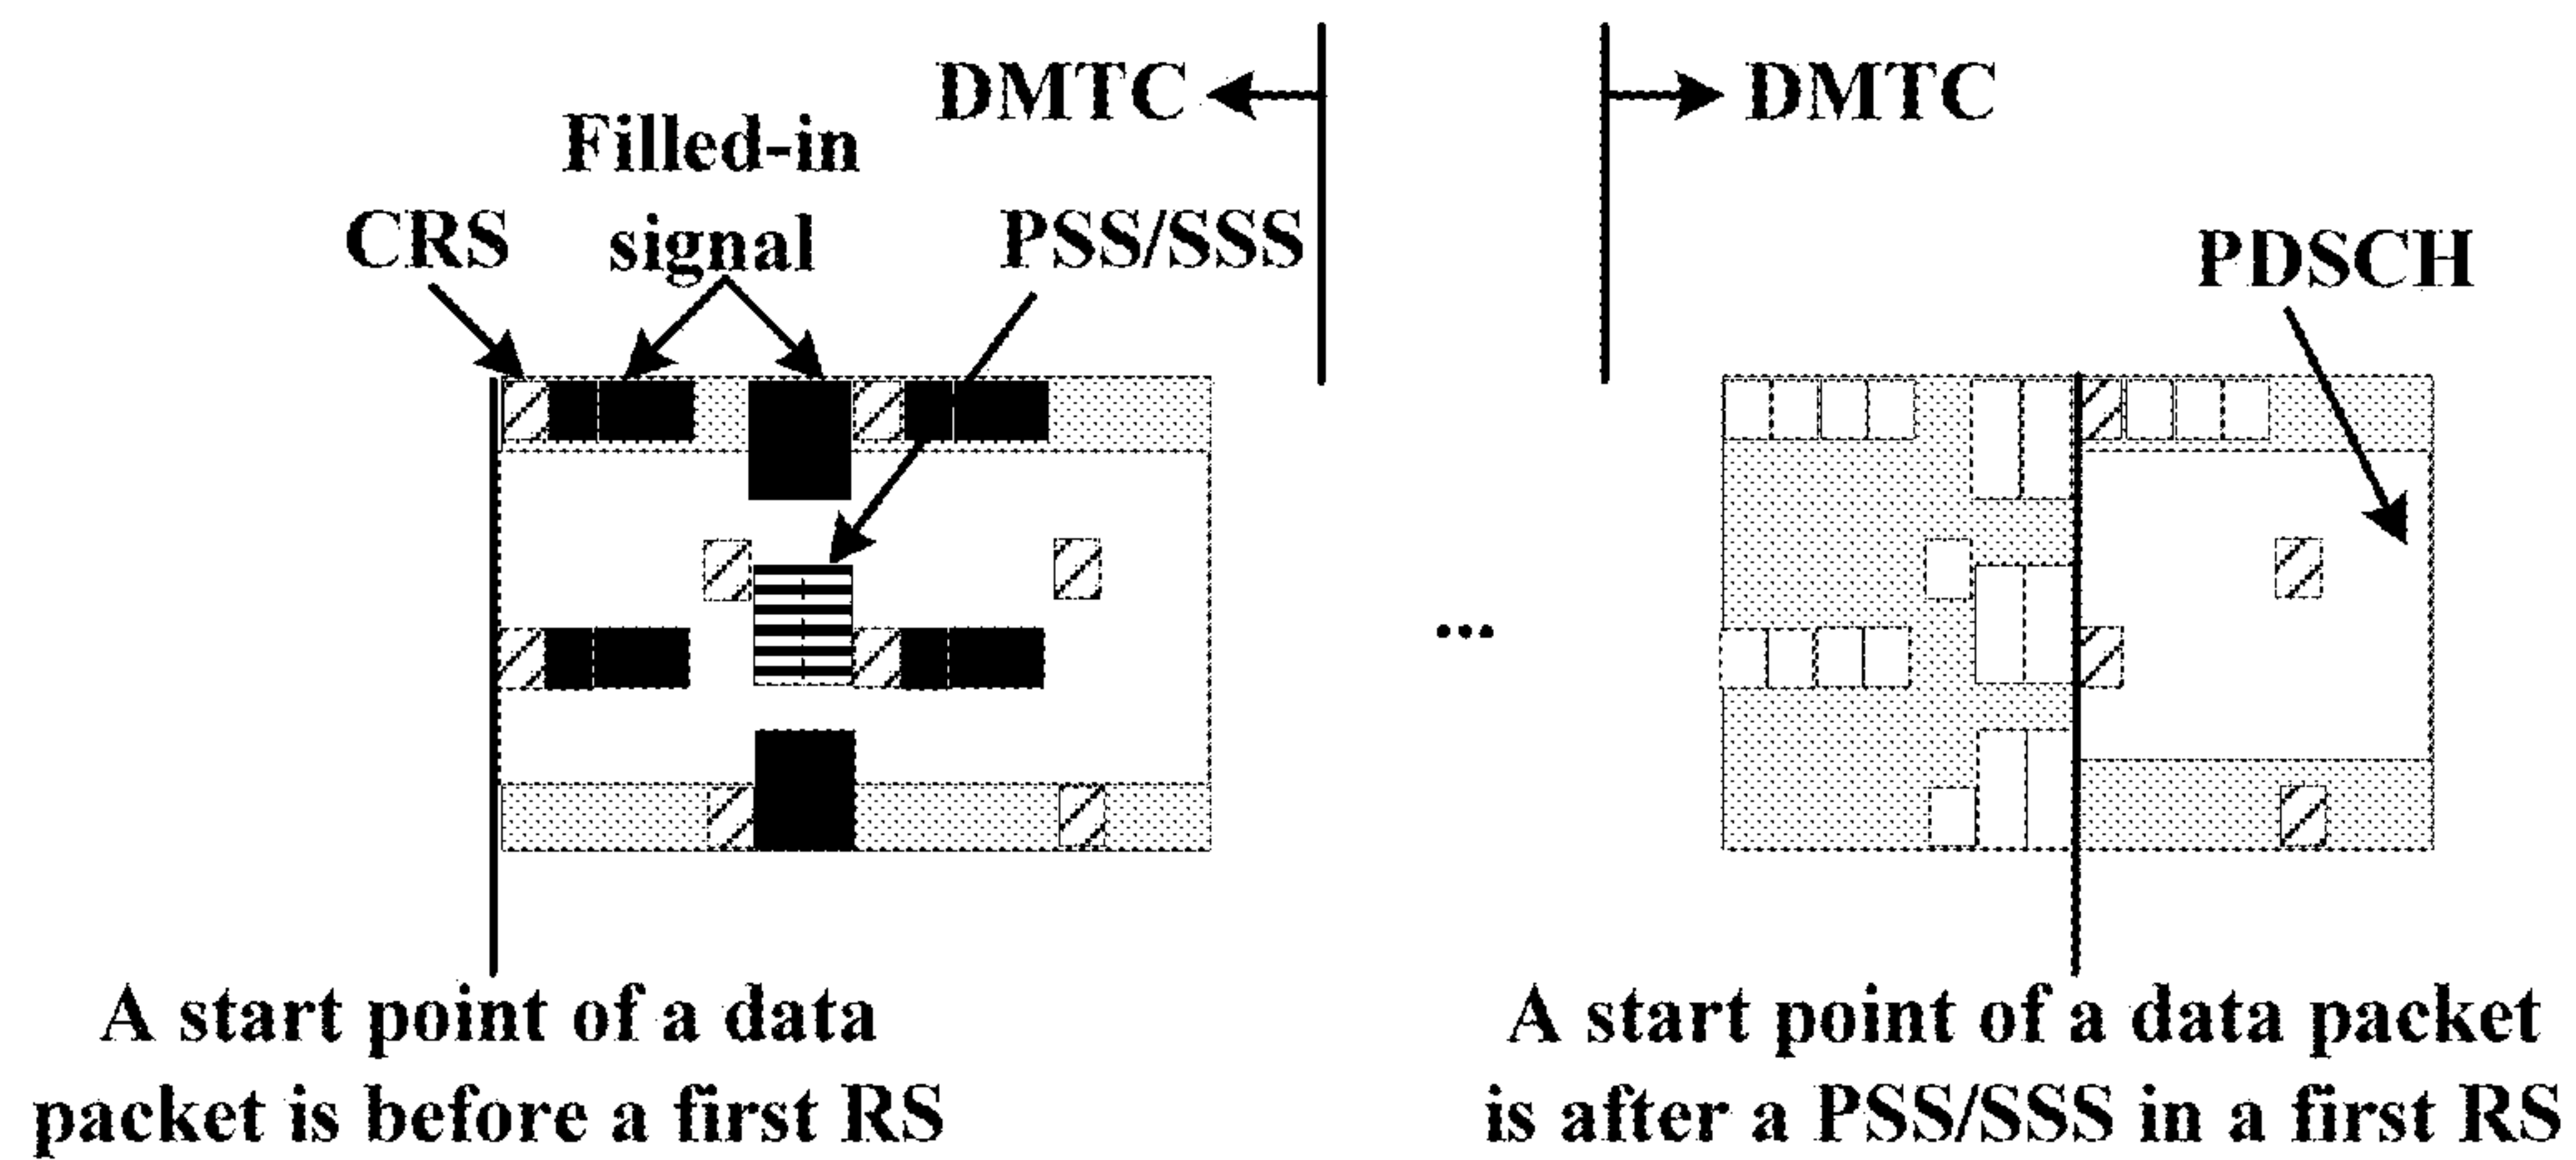 DMTC
DMTC
Filled-in
signal
CRS
PSS/SSS
PDSCH
...
A start point of a data
packet is before a first RS
A start point of a data packet
is after a PSS/SSS in a first RS